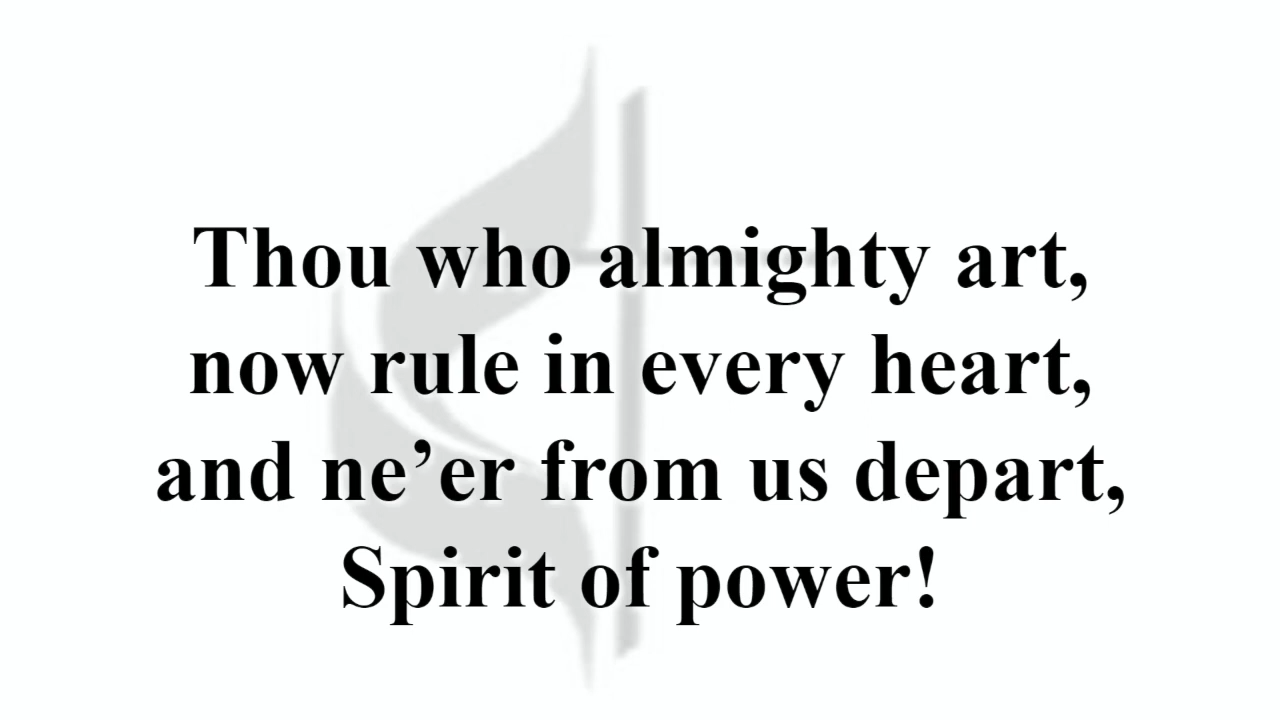 Thou who almighty art,
now rule in every heart,
and ne’er from us depart,
Spirit of power!